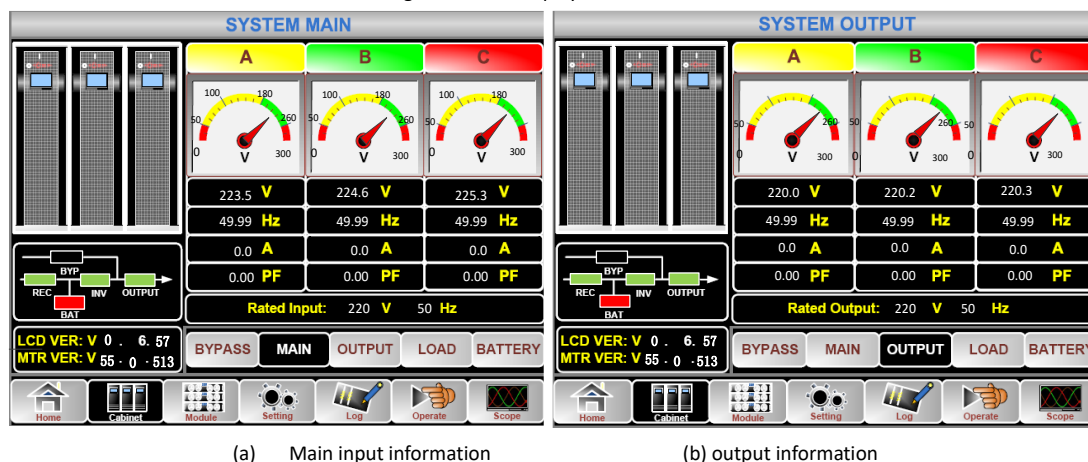 SYSTEM MAIN
A B C
100 180 100 180 100 180
50 260 50 260 50 260
0 V 300 0 V 300 0 V 300
223.5 V 224.6 V 225.3 V
49.99 Hz 49.99 Hz 49.99 Hz
0.0 A 0.0 A 0.0 A
0.00 PF 0.00 PF 0.00 PF
BYP
REC INV OUTPUT
BAT
Rated Input: 220 V 50 Hz
LCD VER: V 0 . 6. 57
MTR VER: V 55 . 0 .513
BYPASS MAIN OUTPUT LOAD BATTERY
Home Cabinet Module Setting Log Operate Scope
(a) Main input information
SYSTEM OUTPUT
A B C
50 260 50 260 50
0 V 300 0 V 300 0 V 300
220.0 V 220.2 V 220.3 V
49.99 Hz 49.99 Hz 49.99 Hz
0.0 A 0.0 A 0.0 A
0.00 PF 0.00 PF 0.00 PF
BYP
REC INV OUTPUT
BAT
Rated Output: 220 V 50 Hz
LCD VER: V 0 . 6. 57
MTR VER: V 55 . 0 .513
BYPASS MAIN OUTPUT LOAD BATTERY
Home Cabinet Module Setting Log Operate Scope
(b) output information